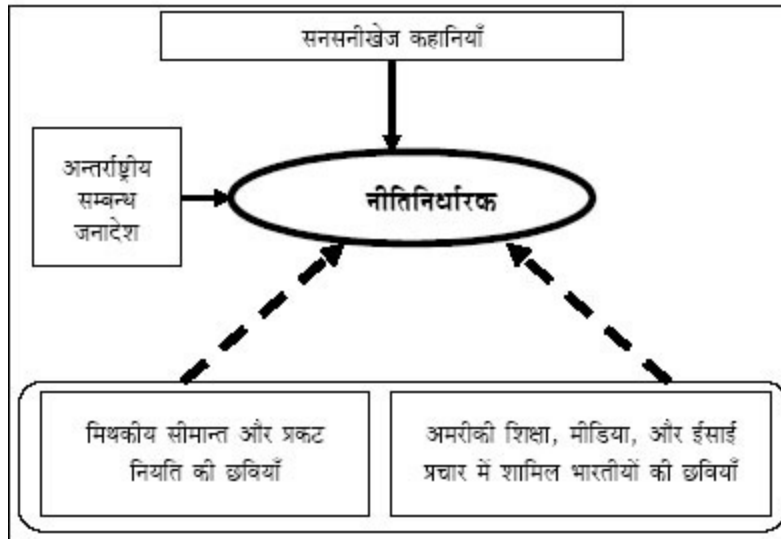 सनसनीखेज कहानियाँ
अन्तर्राष्ट्रीय
सम्बन्ध
जनादेश
नीतिनिर्धारक
मिथकीय सीमान्त और प्रकट
नियति की छवियाँ
अमरीकी शिक्षा, मीडिया, और ईसाई
प्रचार में शामिल भारतीयों की छवियाँ